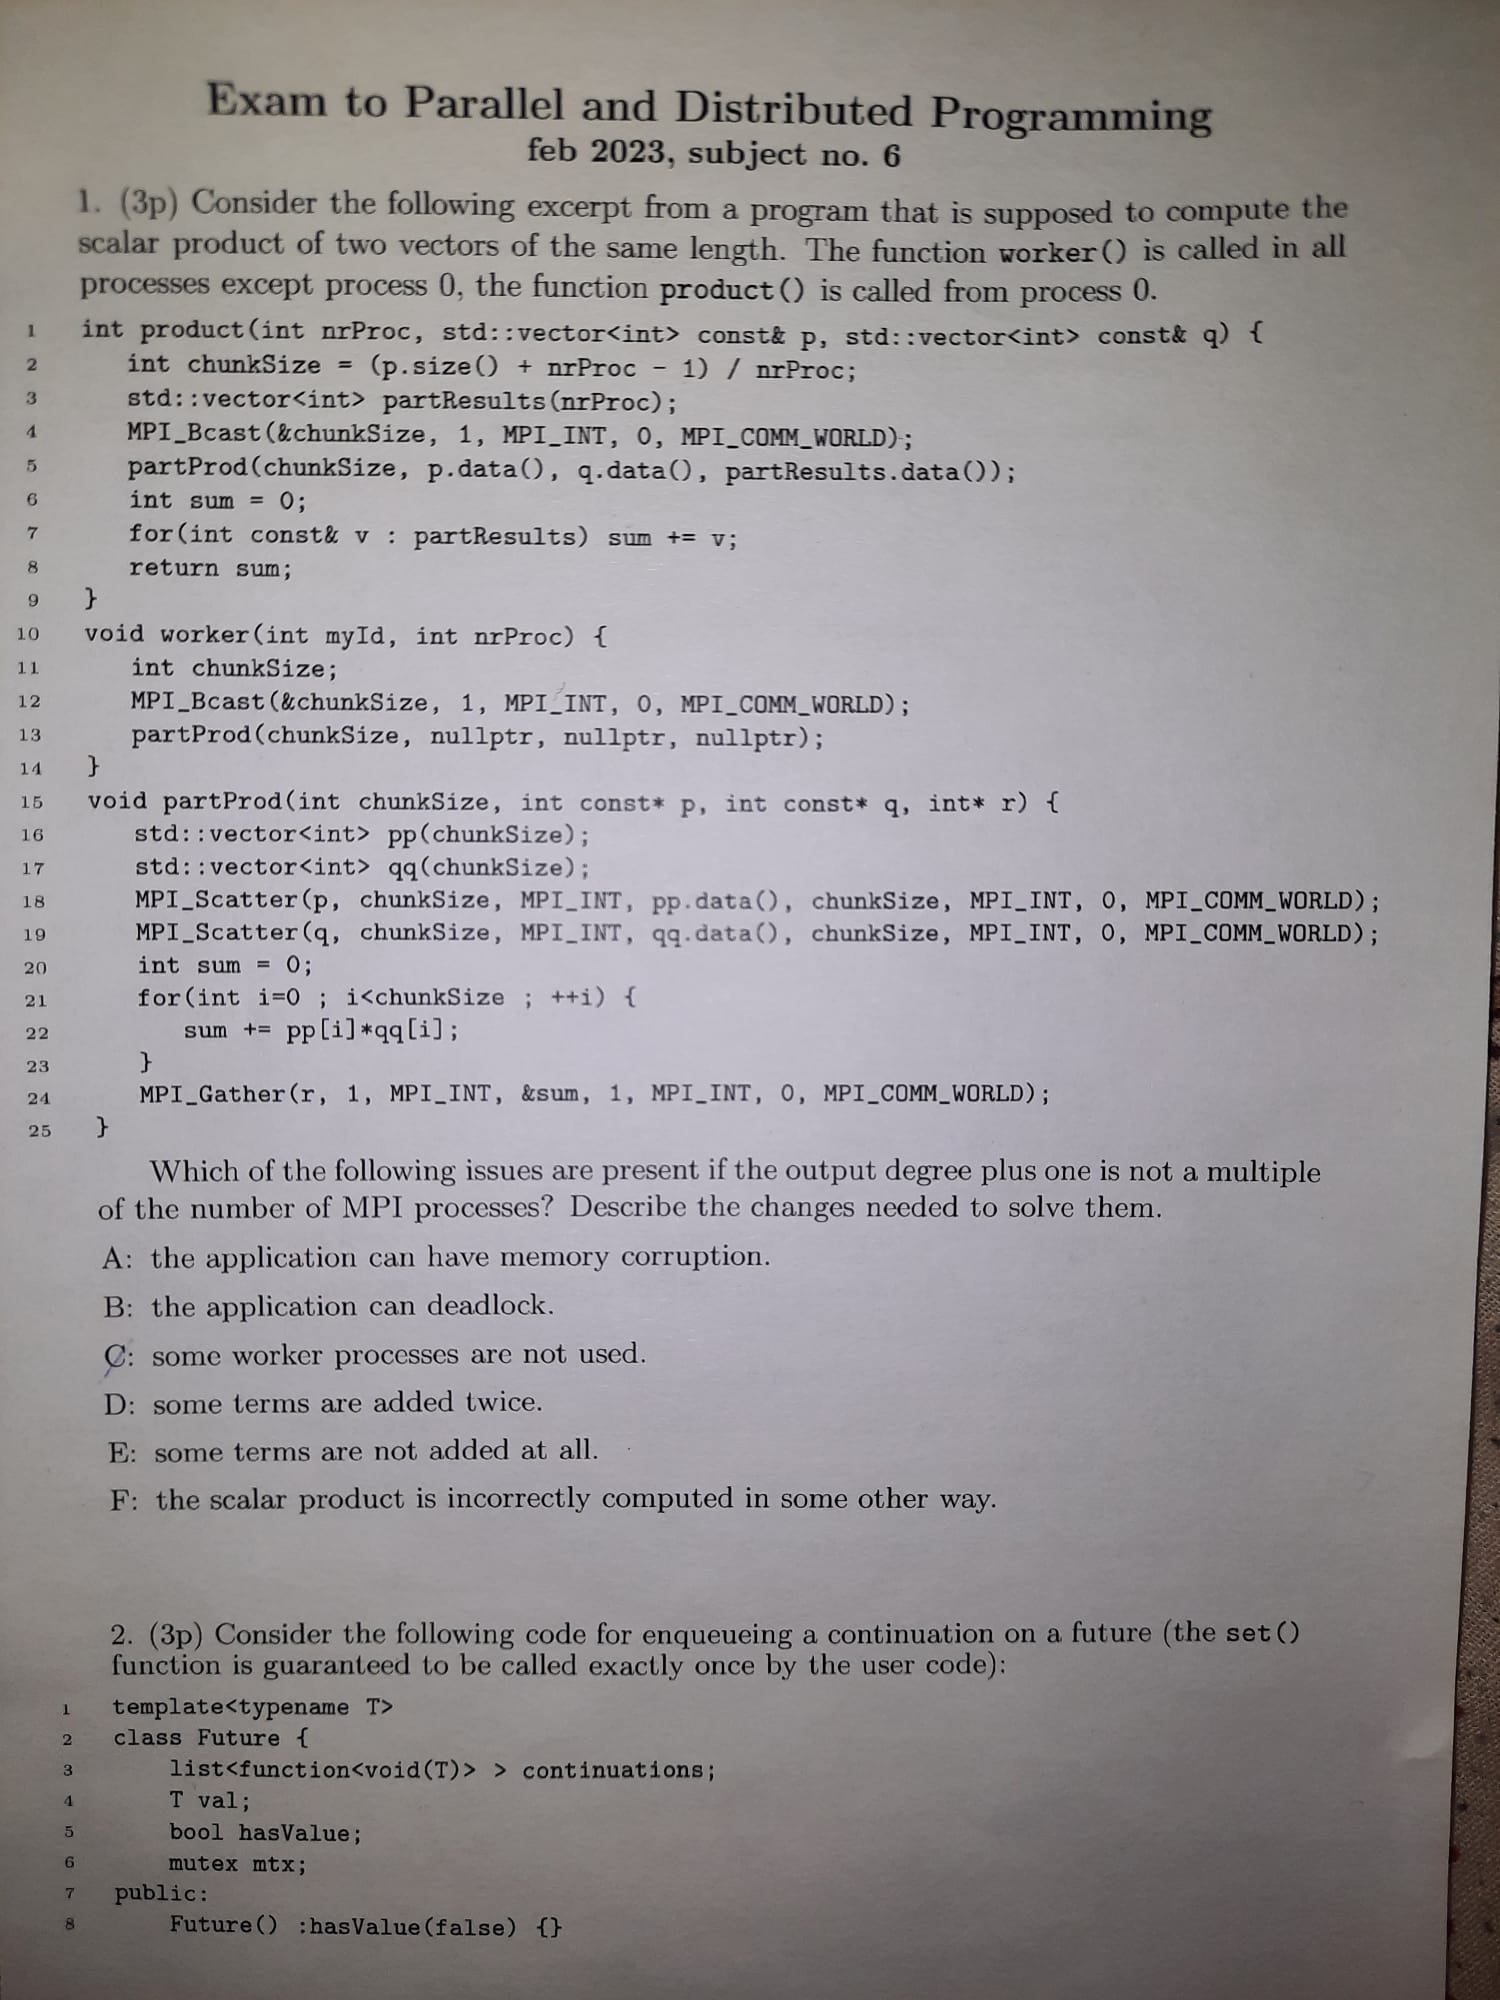 Exam to Parallel and Distributed Programming
feb 2023, subject no. 6
1. (3p) Consider the following excerpt from a program that is supposed to compute the
scalar product of two vectors of the same length. The function worker() is called in all
processes except process 0, the function product() is called from process 0.
1 int product(int nrProc, std::vector<int> const& p, std::vector<int> const& q) {
2 int chunkSize = (p.size() + nrProc - 1) / nrProc;
3 std::vector<int> partResults(nrProc);
4 MPI_Bcast(&chunkSize, 1, MPI_INT, 0, MPI_COMM_WORLD);
5 partProd(chunkSize, p.data(), q.data(), partResults.data());
6 int sum = 0;
7 for(int const& v : partResults) sum += v;
8 return sum;
9 }
10 void worker(int myId, int nrProc) {
11 int chunkSize;
12 MPI_Bcast(&chunkSize, 1, MPI_INT, 0, MPI_COMM_WORLD);
13 partProd(chunkSize, nullptr, nullptr, nullptr);
14 }
15 void partProd(int chunkSize, int const* p, int const* q, int* r) {
16 std::vector<int> pp(chunkSize);
17 std::vector<int> qq(chunkSize);
18 MPI_Scatter(p, chunkSize, MPI_INT, pp.data(), chunkSize, MPI_INT, 0, MPI_COMM_WORLD);
19 MPI_Scatter(q, chunkSize, MPI_INT, qq.data(), chunkSize, MPI_INT, 0, MPI_COMM_WORLD);
20 int sum = 0;
21 for(int i=0 ; i<chunkSize ; ++i) {
22 sum += pp[i]*qq[i];
23 }
24 MPI_Gather(r, 1, MPI_INT, &sum, 1, MPI_INT, 0, MPI_COMM_WORLD);
25 }
Which of the following issues are present if the output degree plus one is not a multiple
of the number of MPI processes? Describe the changes needed to solve them.
A: the application can have memory corruption.
B: the application can deadlock.
C: some worker processes are not used.
D: some terms are added twice.
E: some terms are not added at all.
F: the scalar product is incorrectly computed in some other way.
2. (3p) Consider the following code for enqueueing a continuation on a future (the set()
function is guaranteed to be called exactly once by the user code):
1 template<typename T>
2 class Future {
3 list<function<void(T)> > continuations;
4 T val;
5 bool hasValue;
6 mutex mtx;
7 public:
8 Future() :hasValue(false) {}